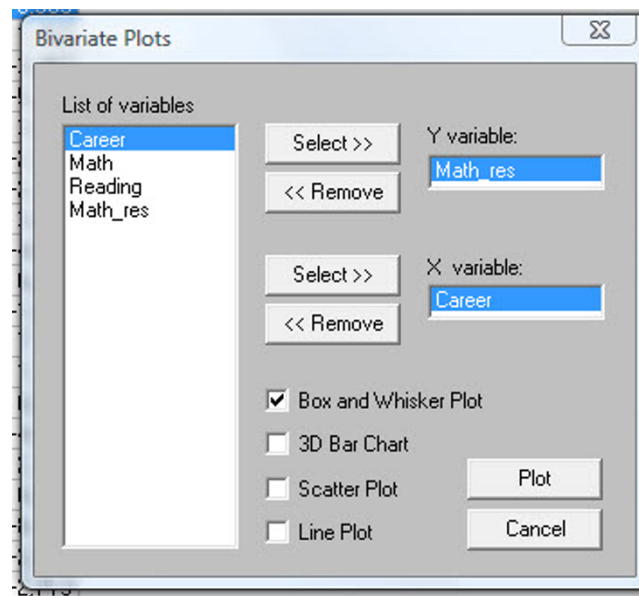 Bivariate Plots
List of variables
Career
Math
Reading
Math_res
Select >>
<< Remove
Y variable:
Math_res
Select >>
<< Remove
X variable:
Career
Box and Whisker Plot
3D Bar Chart
Scatter Plot
Line Plot
Plot
Cancel